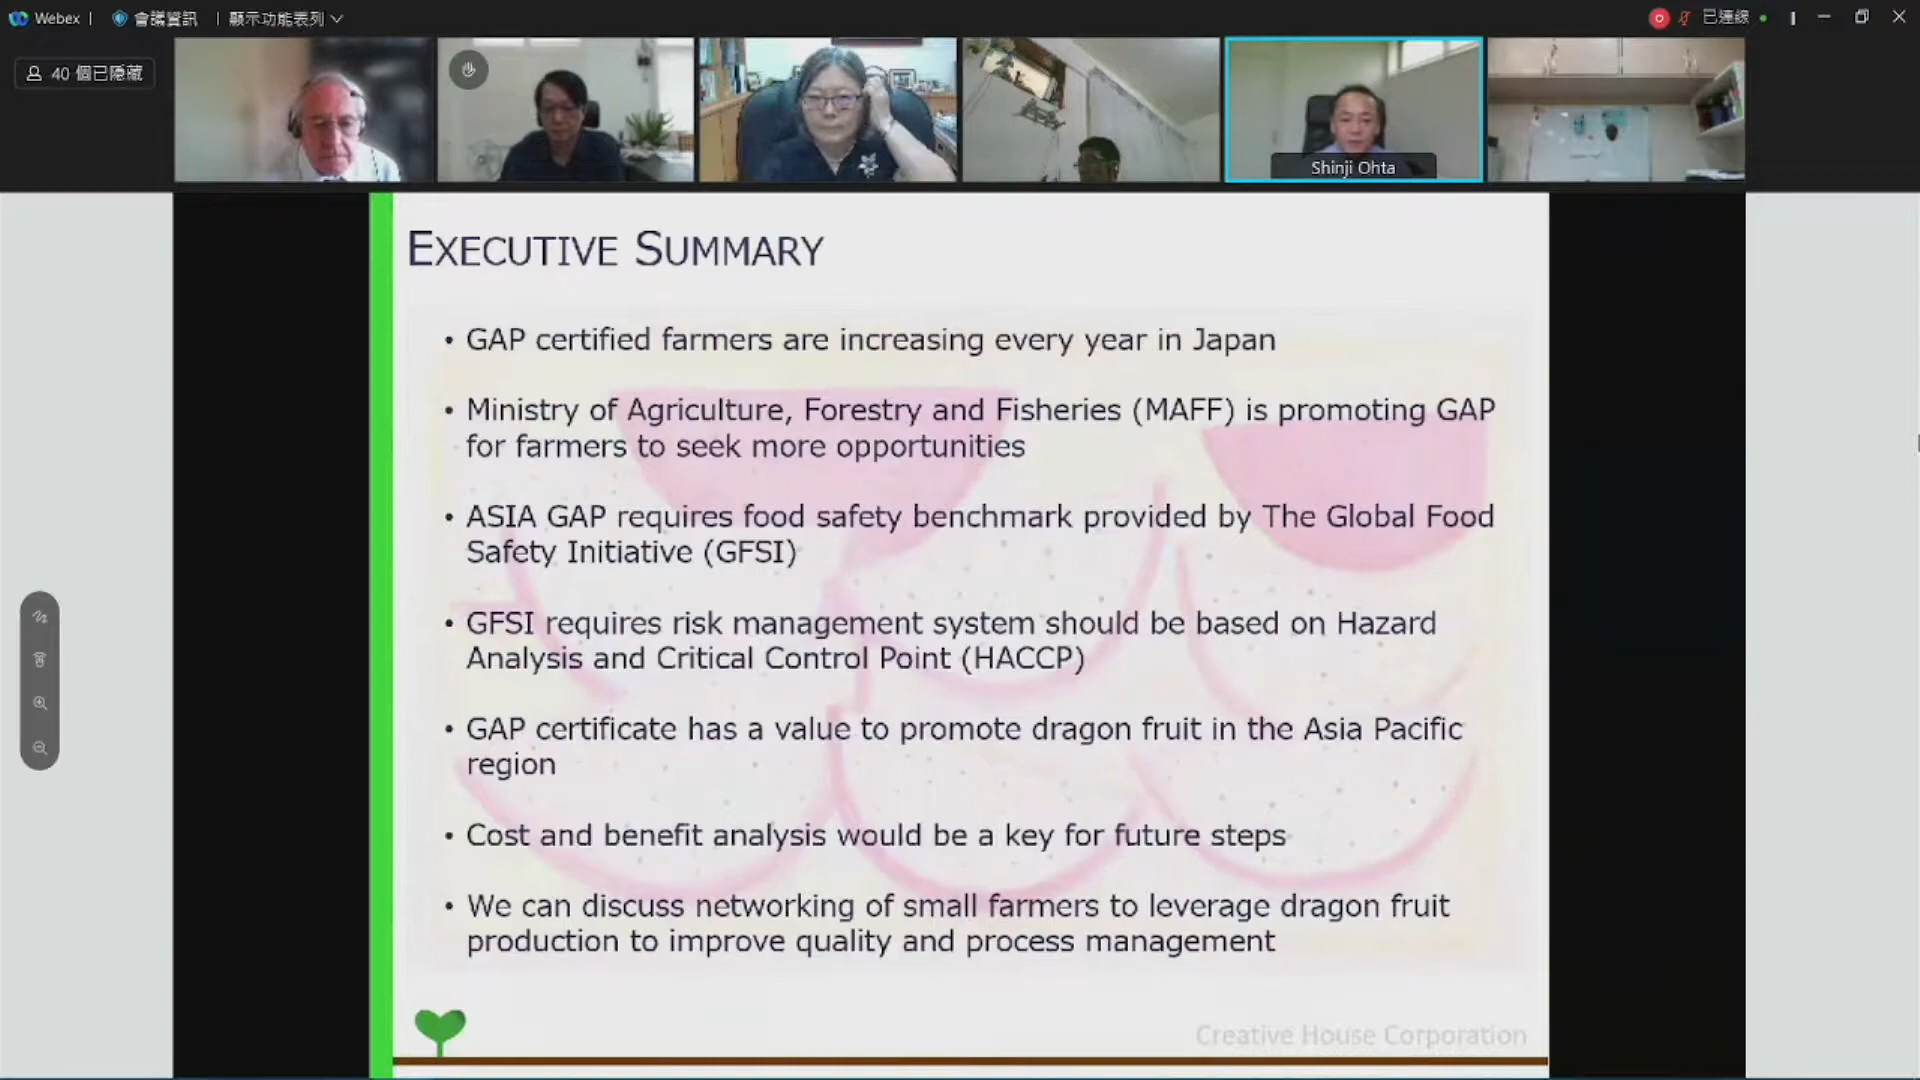 Webex
會議資訊
顯示功能表列
已連線
40 個已隱藏
Shinji Ohta
EXECUTIVE SUMMARY
• GAP certified farmers are increasing every year in Japan
• Ministry of Agriculture, Forestry and Fisheries (MAFF) is promoting GAP
for farmers to seek more opportunities
• ASIA GAP requires food safety benchmark provided by The Global Food
Safety Initiative (GFSI)
• GFSI requires risk management system should be based on Hazard
Analysis and Critical Control Point (HACCP)
• GAP certificate has a value to promote dragon fruit in the Asia Pacific
region
• Cost and benefit analysis would be a key for future steps
• We can discuss networking of small farmers to leverage dragon fruit
production to improve quality and process management
Creative House Corporation